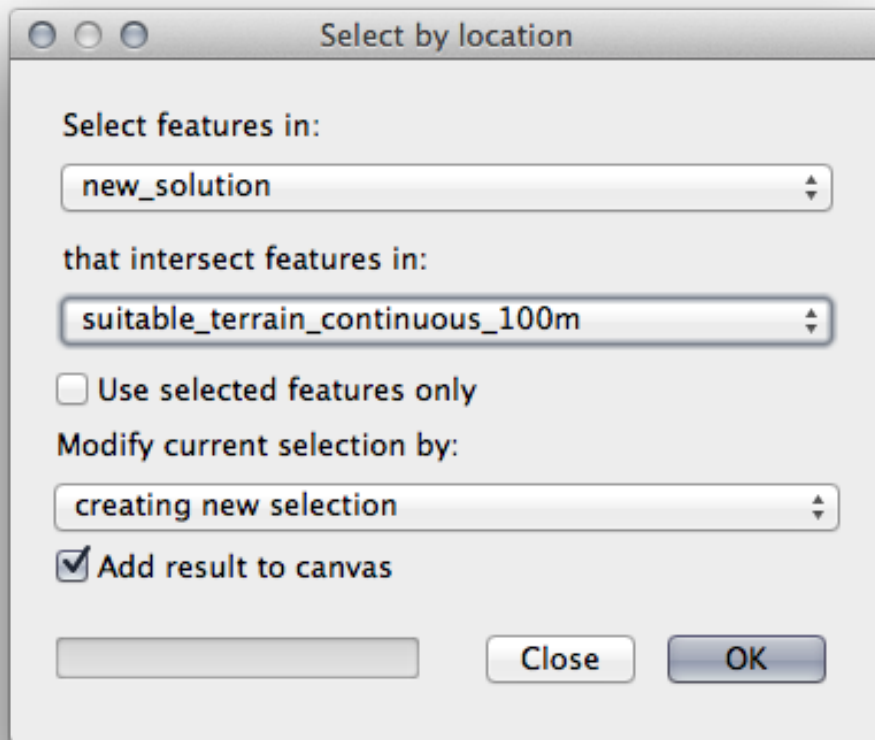 Select by location
Select features in:
new_solution
that intersect features in:
suitable_terrain_continuous_100m
Use selected features only
Modify current selection by:
creating new selection
Add result to canvas
Close OK